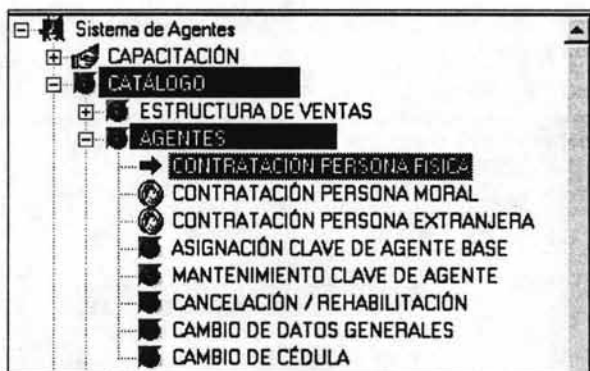 Sistema de Agentes
CAPACITACIÓN
CATÁLOGO
ESTRUCTURA DE VENTAS
AGENTES
CONTRATACIÓN PERSONA FISICA
CONTRATACIÓN PERSONA MORAL
CONTRATACIÓN PERSONA EXTRANJERA
ASIGNACIÓN CLAVE DE AGENTE BASE
MANTENIMIENTO CLAVE DE AGENTE
CANCELACIÓN / REHABILITACIÓN
CAMBIO DE DATOS GENERALES
CAMBIO DE CÉDULA